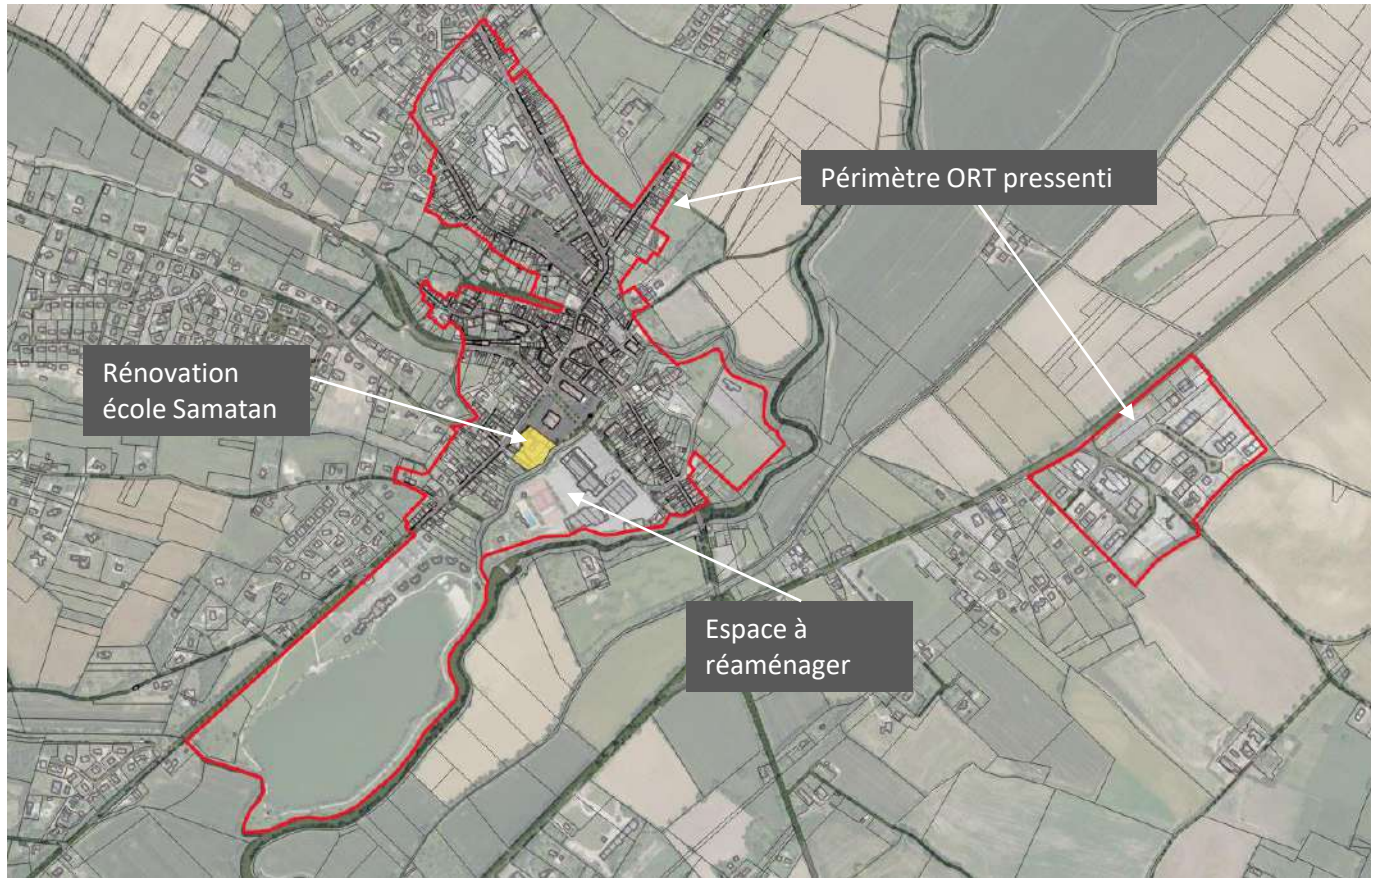 Périmètre ORT pressenti
Rénovation
école Samatan
Espace à
réaménager